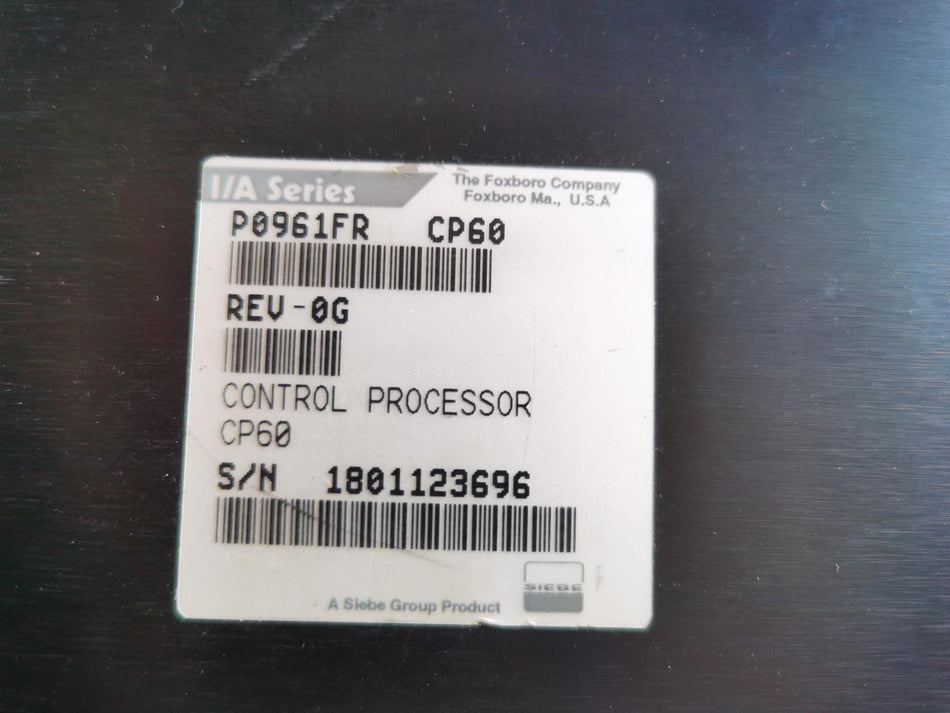 I/A Series
The Foxboro Company
Foxboro Ma., U.S.A
P0961FR CP60
REV-0G
CONTROL PROCESSOR
CP60
S/N 1801123696
SIEBE
A Siebe Group Product